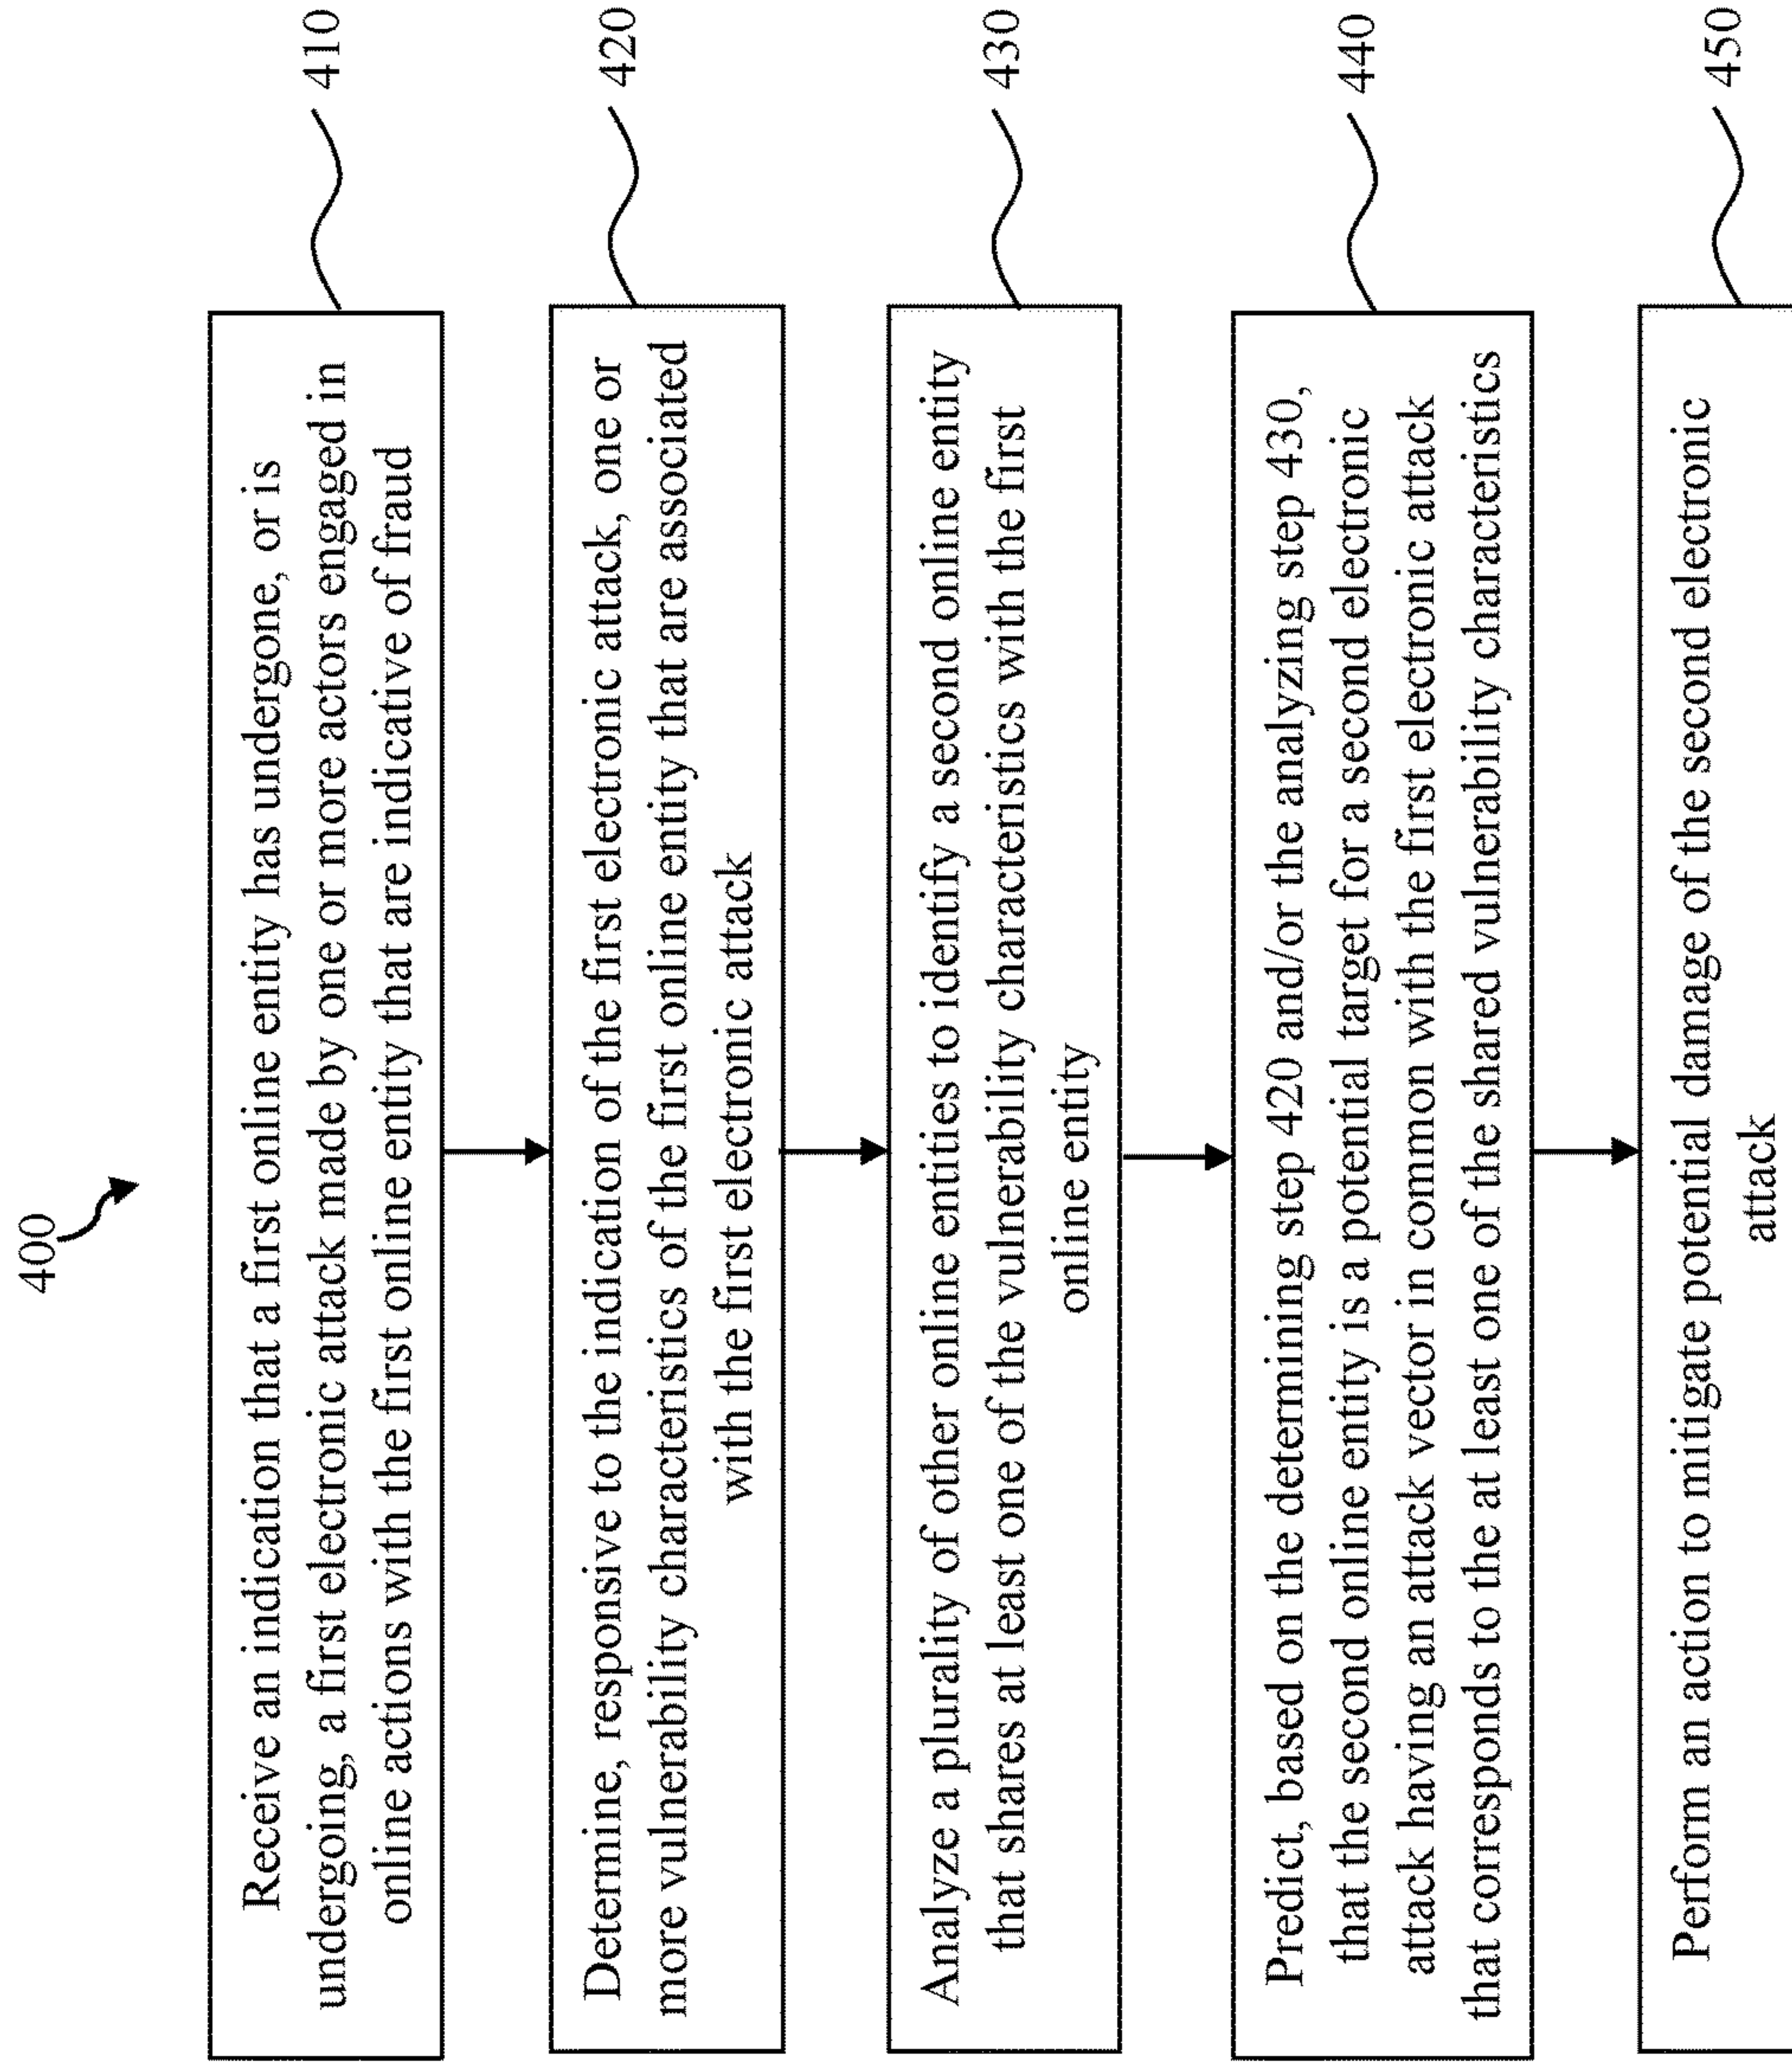 400
Receive an indication that a first online entity has undergone, or is
undergoing, a first electronic attack made by one or more actors engaged in
online actions with the first online entity that are indicative of fraud
410
Determine, responsive to the indication of the first electronic attack, one or
more vulnerability characteristics of the first online entity that are associated
with the first electronic attack
420
Analyze a plurality of other online entities to identify a second online entity
that shares at least one of the vulnerability characteristics with the first
online entity
430
Predict, based on the determining step 420 and/or the analyzing step 430,
that the second online entity is a potential target for a second electronic
attack having an attack vector in common with the first electronic attack
that corresponds to the at least one of the shared vulnerability characteristics
440
Perform an action to mitigate potential damage of the second electronic
attack
450